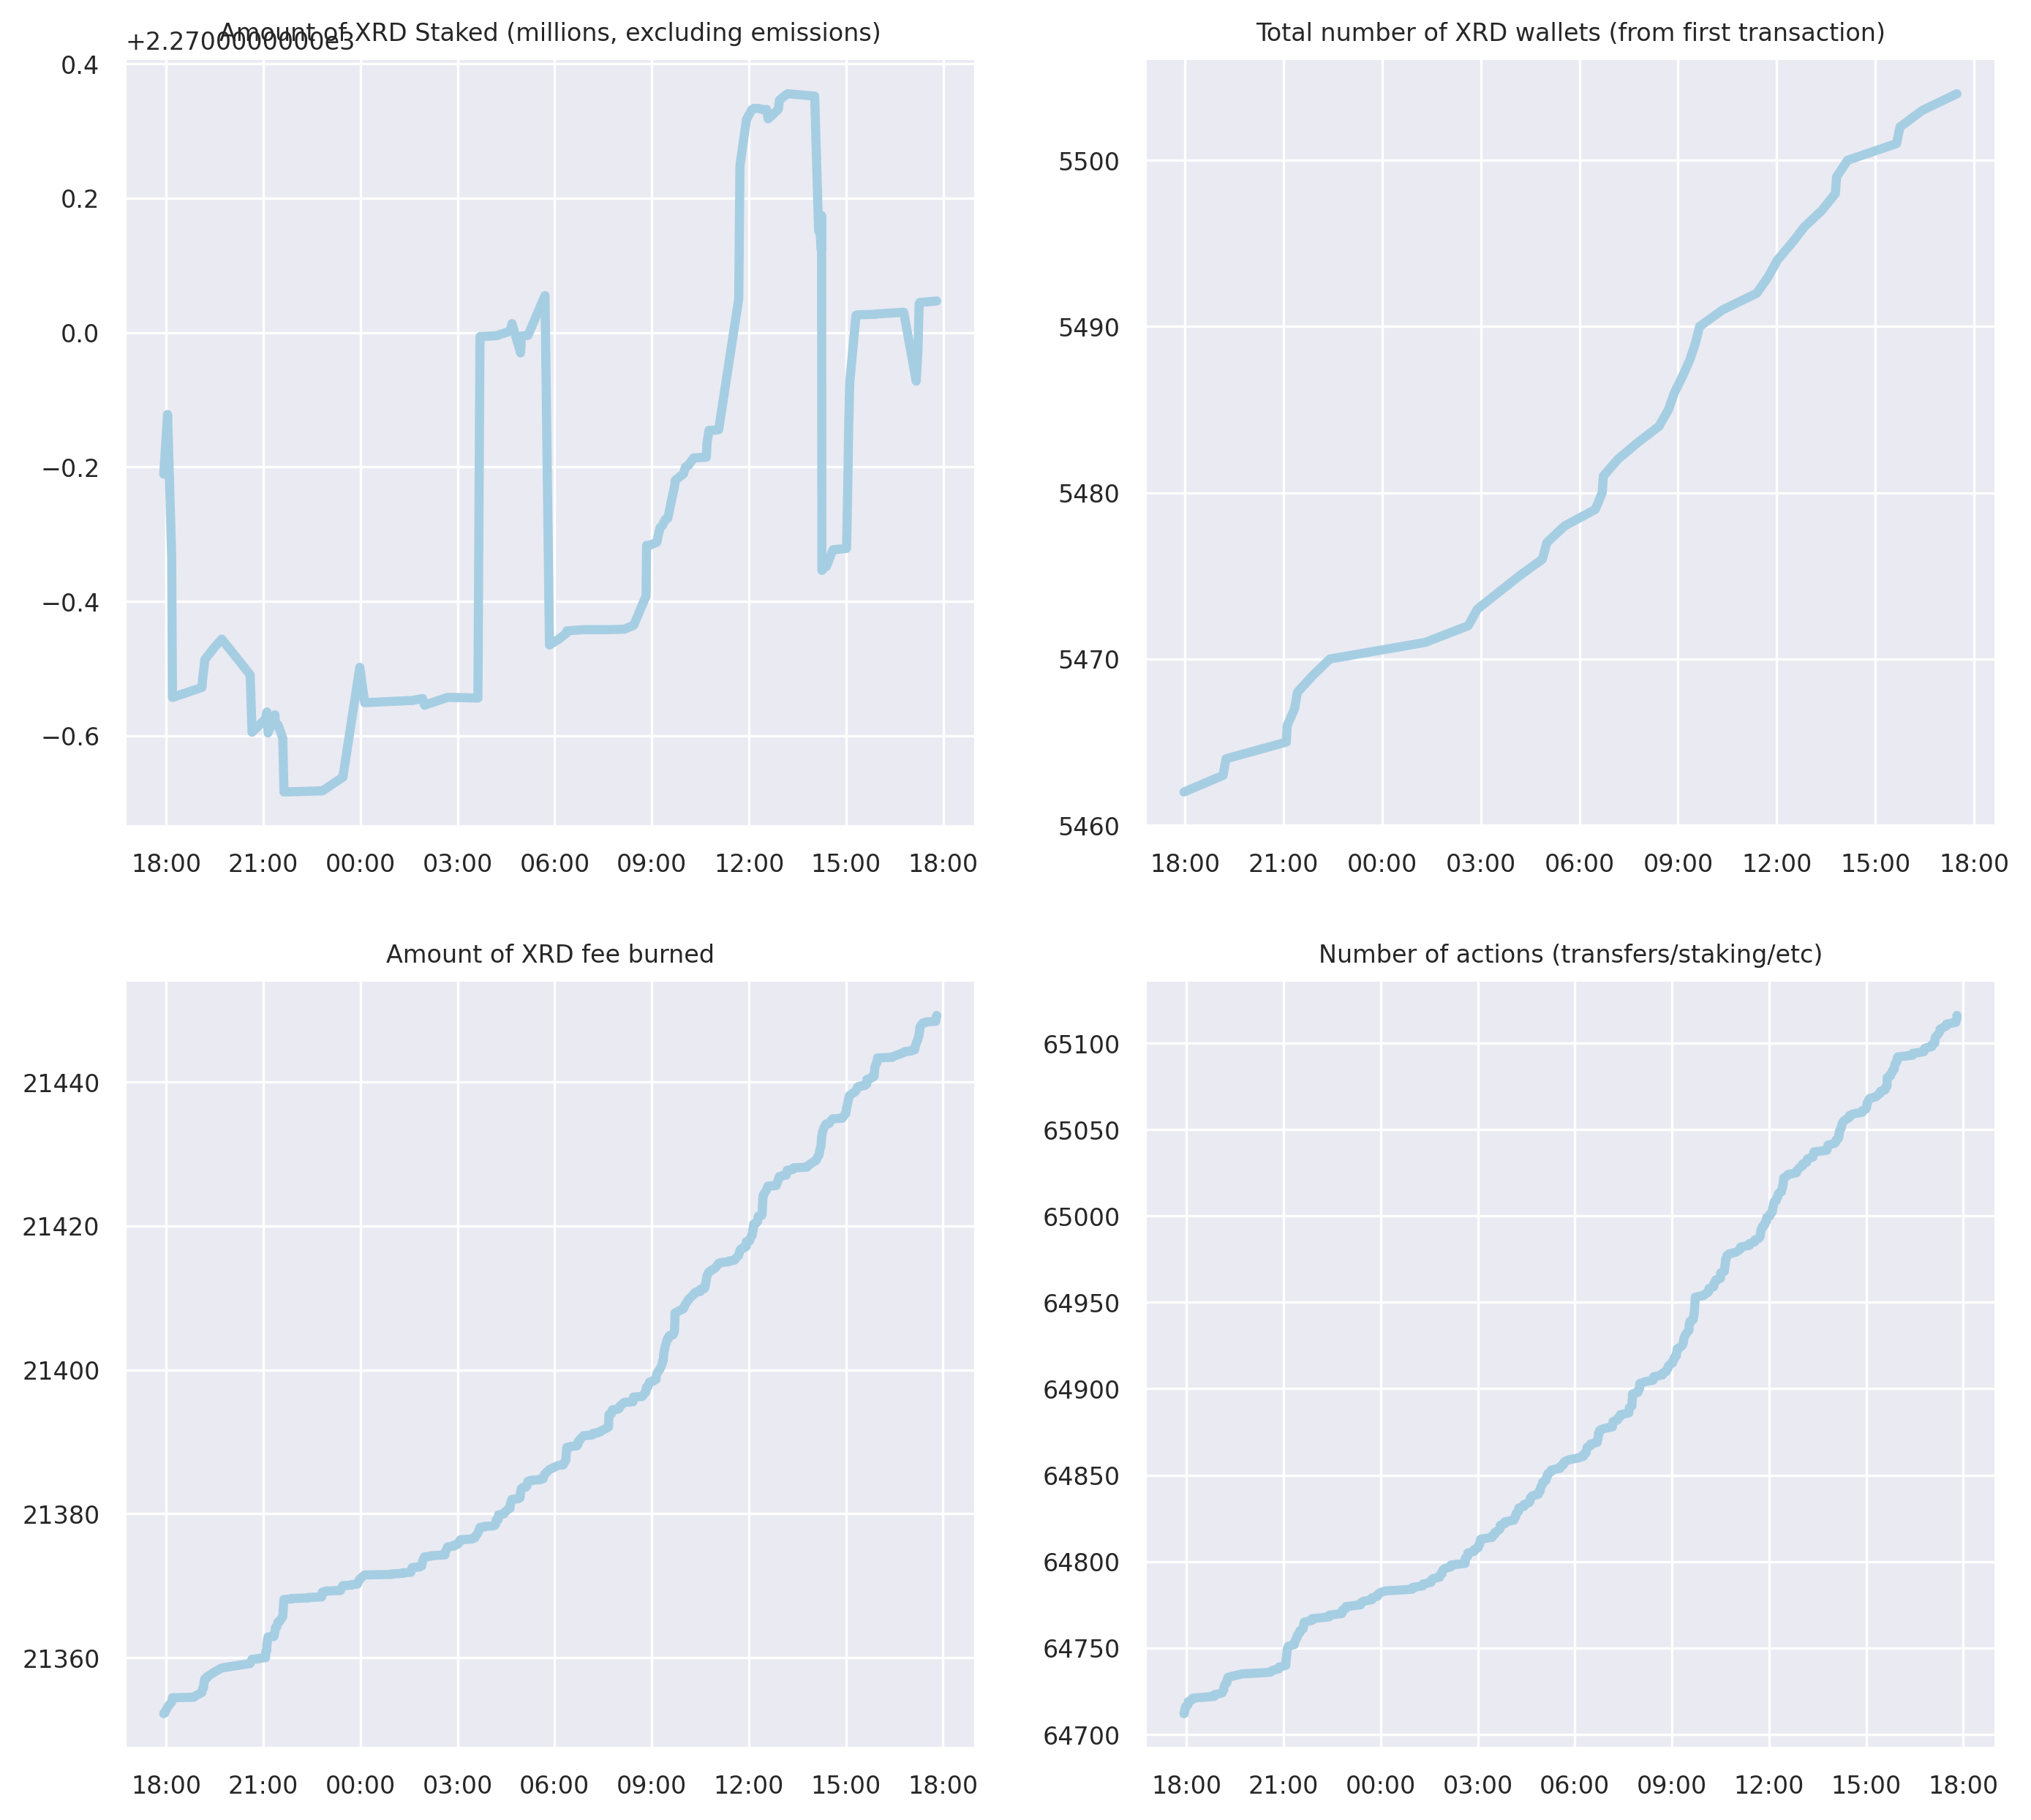 Amount of XRD Staked (millions, excluding emissions)
+2.2700000000e3
0.4
0.2
0.0
−0.2
−0.4
−0.6
18:00 21:00 00:00 03:00 06:00 09:00 12:00 15:00 18:00
Total number of XRD wallets (from first transaction)
5500
5490
5480
5470
5460
18:00 21:00 00:00 03:00 06:00 09:00 12:00 15:00 18:00
Amount of XRD fee burned
21440
21420
21400
21380
21360
18:00 21:00 00:00 03:00 06:00 09:00 12:00 15:00 18:00
Number of actions (transfers/staking/etc)
65100
65050
65000
64950
64900
64850
64800
64750
64700
18:00 21:00 00:00 03:00 06:00 09:00 12:00 15:00 18:00